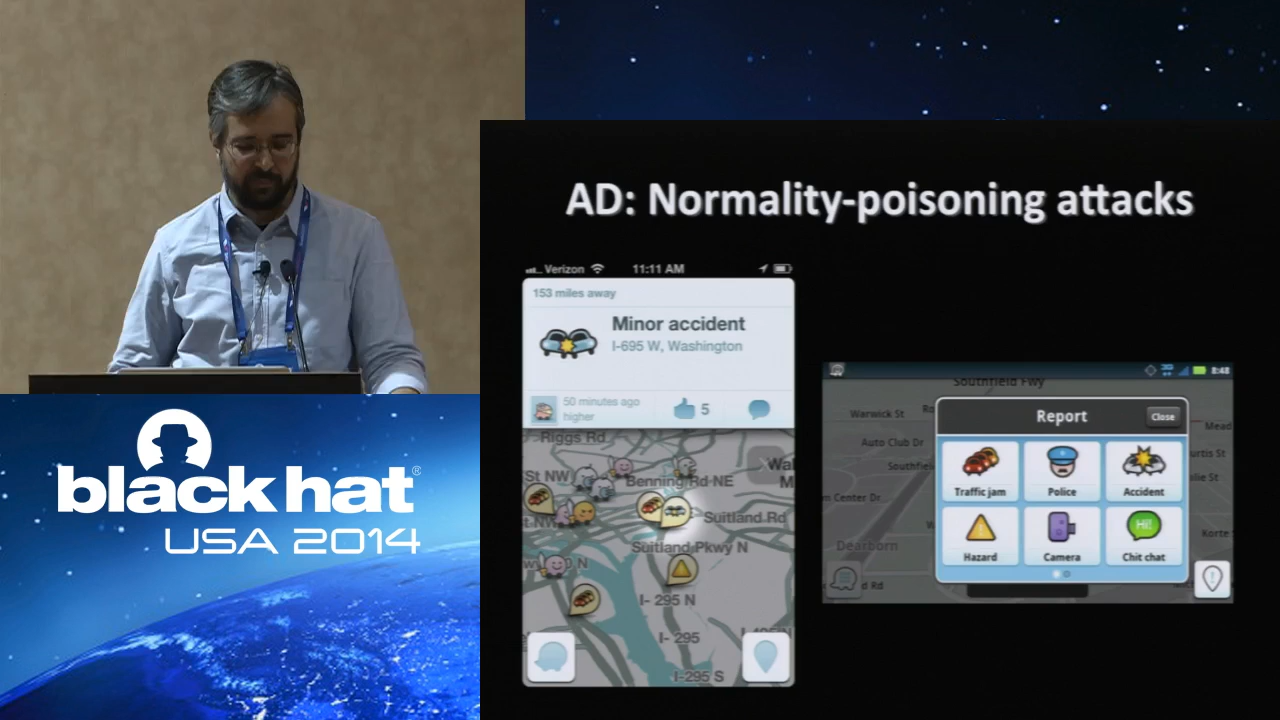 AD: Normality-poisoning attacks
Verizon 11:11 AM
153 miles away
Minor accident
I-695 W, Washington
50 minutes ago
higher
5
Riggs Rd
St NW
Benning Rd NE
Suitland Rd
Suitland Pkwy N
I- 295 N
I- 295
I-295 S
3G 8:48
Southfield Fwy
Warwick St
Auto Club Dr
Dearborn
Report
Close
Traffic jam
Police
Accident
Hazard
Camera
Hi!
Chit chat
black hat®
USA 2014